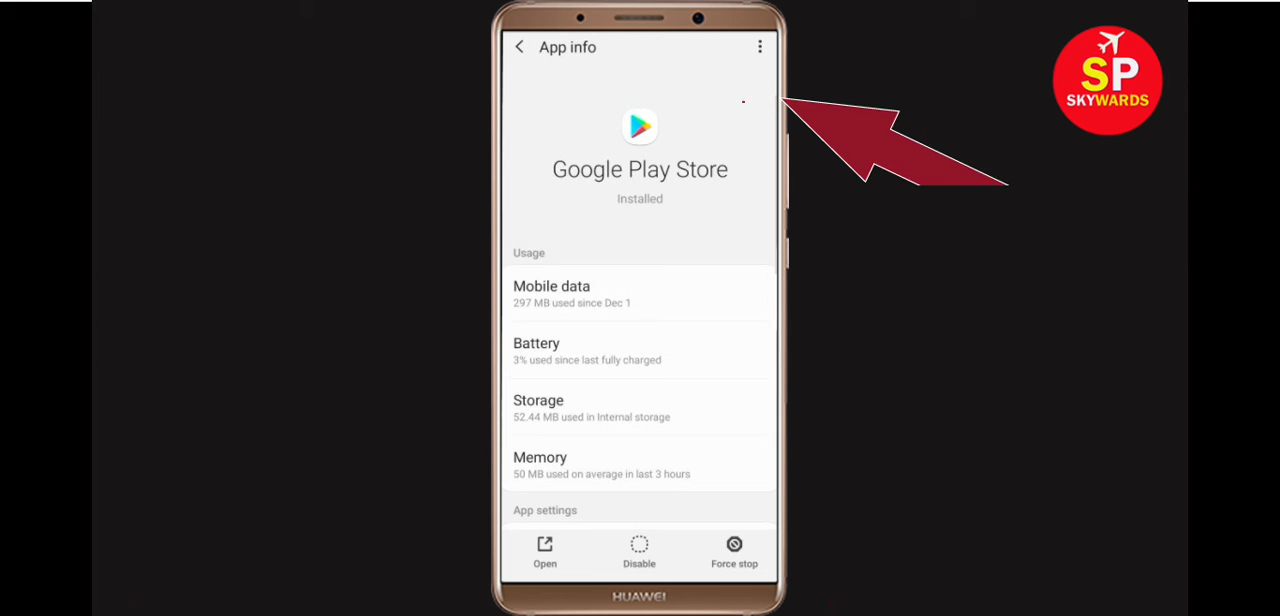 App info
SP
SKYWARDS
Google Play Store
Installed
Usage
Mobile data
297 MB used since Dec 1
Battery
3% used since last fully charged
Storage
52.44 MB used in Internal storage
Memory
50 MB used on average in last 3 hours
App settings
Open
Disable
Force stop
HUAWEI